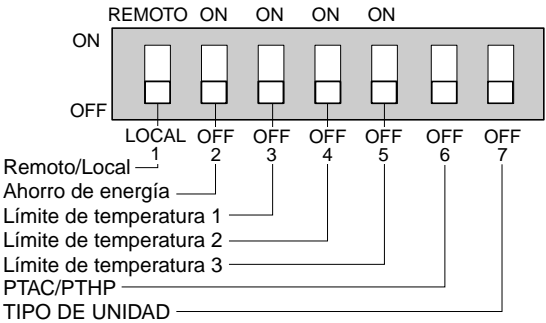 REMOTO ON ON ON ON
ON
OFF
LOCAL OFF OFF OFF OFF OFF OFF
1 2 3 4 5 6 7
Remoto/Local
Ahorro de energía
Límite de temperatura 1
Límite de temperatura 2
Límite de temperatura 3
PTAC/PTHP
TIPO DE UNIDAD